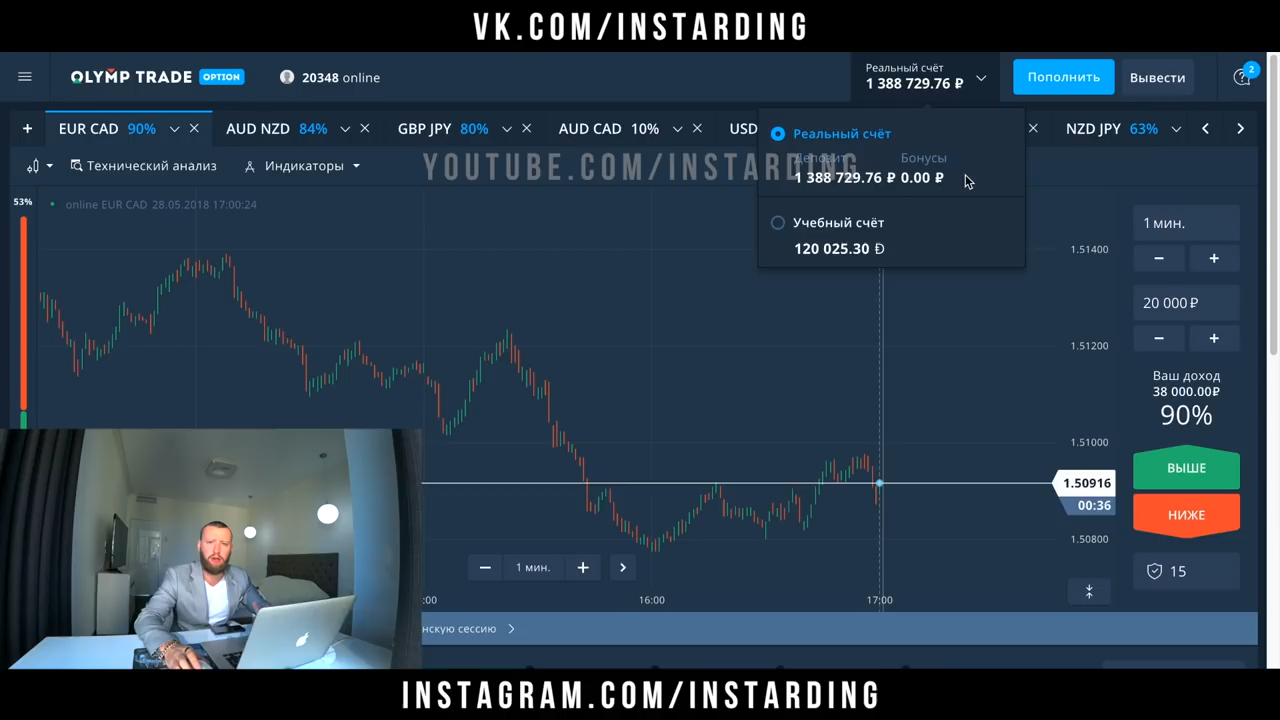 VK.COM/INSTARDING
OLYMP TRADE OPTION
20348 online
Реальный счёт
1 388 729.76 ₽
Пополнить
Вывести
2
+ EUR CAD 90%
AUD NZD 84%
GBP JPY 80%
AUD CAD 10%
USD
NZD JPY 63%
Технический анализ
Индикаторы
YOUTUBE.COM/INSTARDING
Реальный счёт
Депозит
Бонусы
1 388 729.76 ₽ 0.00 ₽
Учебный счёт
120 025.30 Đ
53%
online EUR CAD 28.05.2018 17:00:24
1.51400
1.51200
1.51000
1.50916
00:36
1.50800
1 мин.
− +
20 000 ₽
− +
Ваш доход
38 000.00₽
90%
ВЫШЕ
НИЖЕ
15
− 1 мин. +
:00
16:00
17:00
нскую сессию
INSTAGRAM.COM/INSTARDING